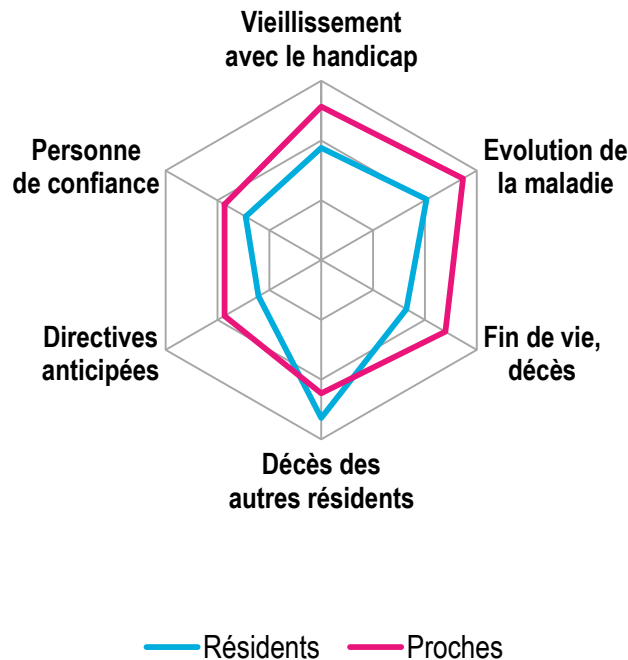 Vieillissement
avec le handicap
Evolution de
la maladie
Fin de vie,
décès
Décès des
autres résidents
Directives
anticipées
Personne
de confiance
Résidents
Proches